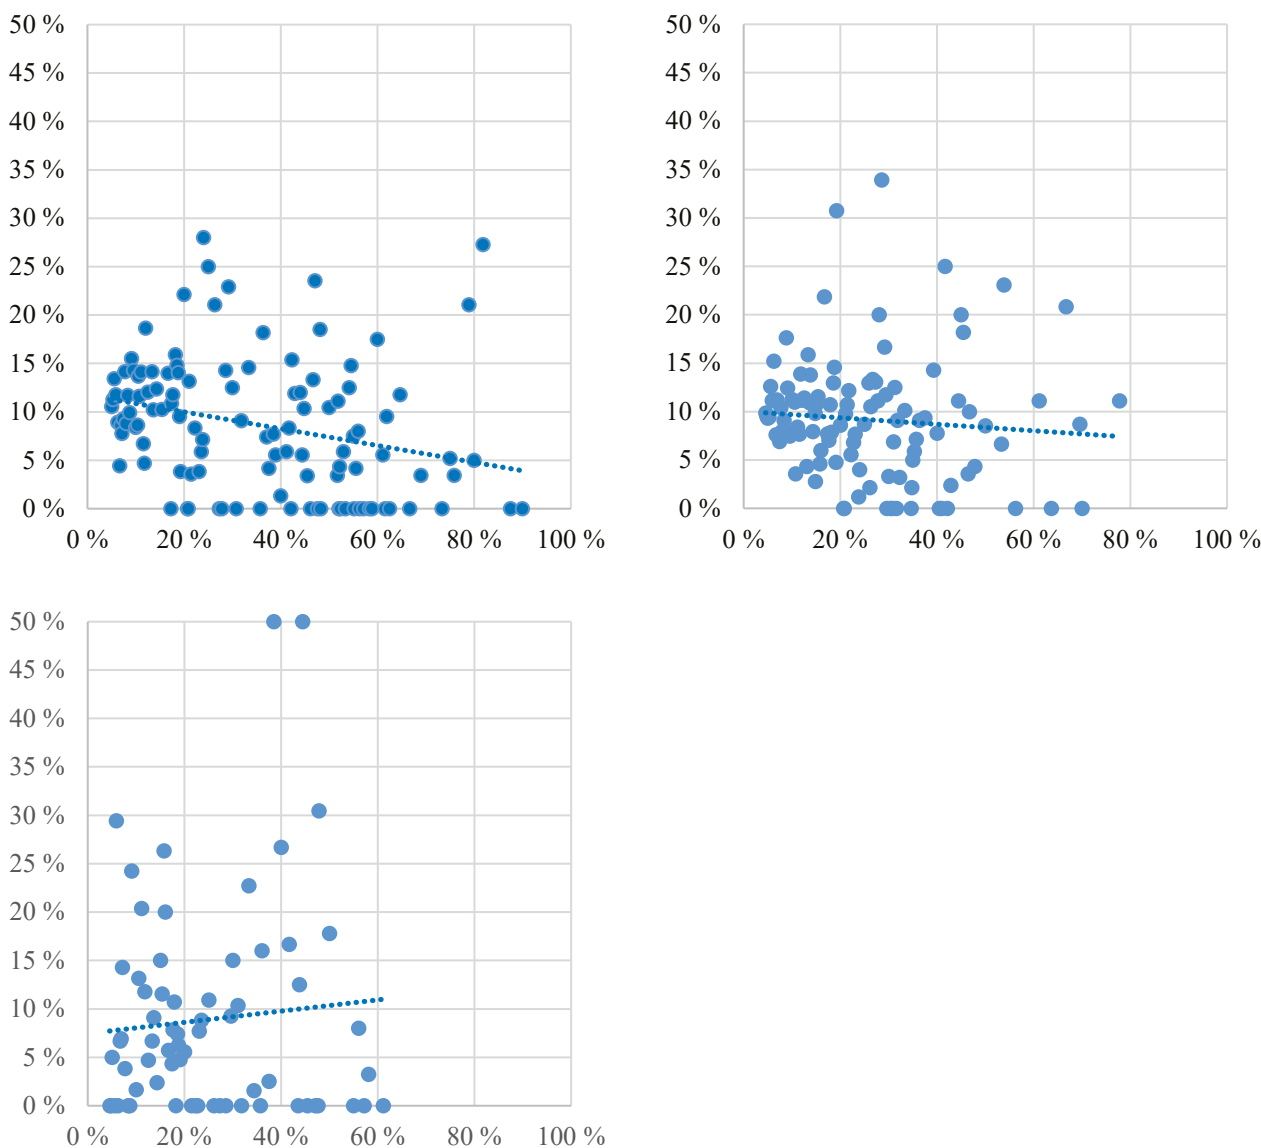 50 % 50 %
45 % 45 %
40 % 40 %
35 % 35 %
30 % 30 %
25 % 25 %
20 % 20 %
15 % 15 %
10 % 10 %
5 % 5 %
0 % 0 %
0 % 20 % 40 % 60 % 80 % 100 % 0 % 20 % 40 % 60 % 80 % 100 %
50 %
45 %
40 %
35 %
30 %
25 %
20 %
15 %
10 %
5 %
0 %
0 % 20 % 40 % 60 % 80 % 100 %